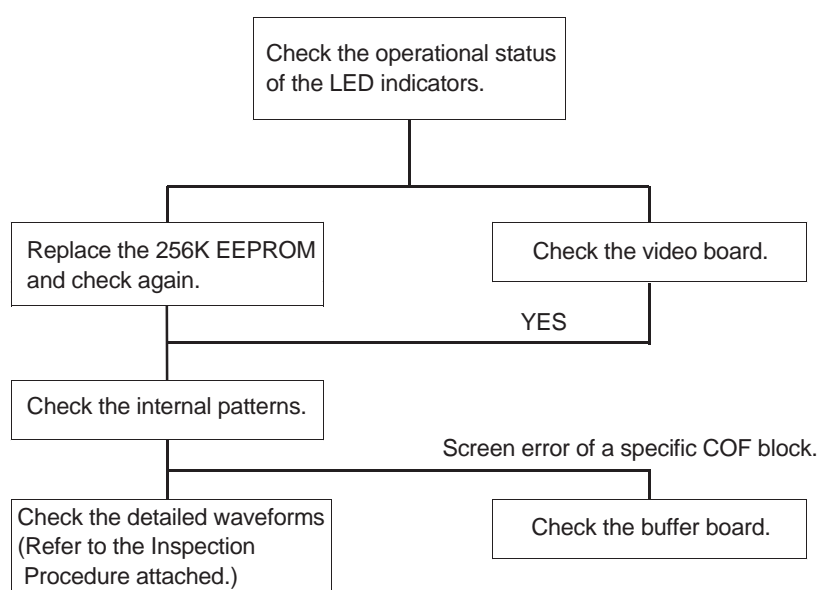 Check the operational status
of the LED indicators.
Replace the 256K EEPROM
and check again.
Check the video board.
YES
Check the internal patterns.
Screen error of a specific COF block.
Check the detailed waveforms
(Refer to the Inspection
Procedure attached.)
Check the buffer board.